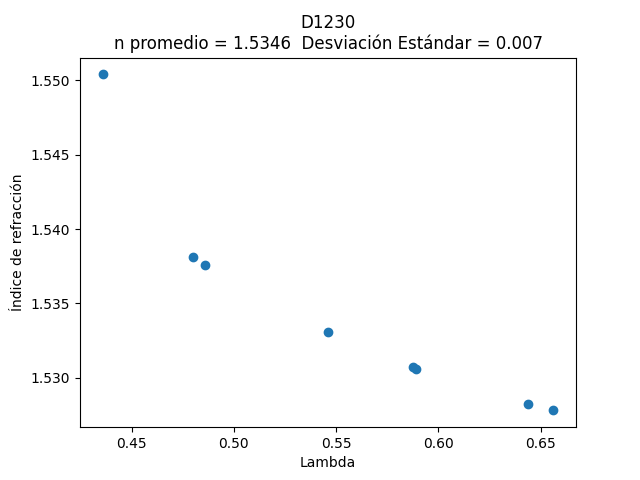 D1230
n promedio = 1.5346  Desviación Estándar = 0.007
1.550
1.545
1.540
1.535
1.530
Índice de refracción
0.45 0.50 0.55 0.60 0.65
Lambda